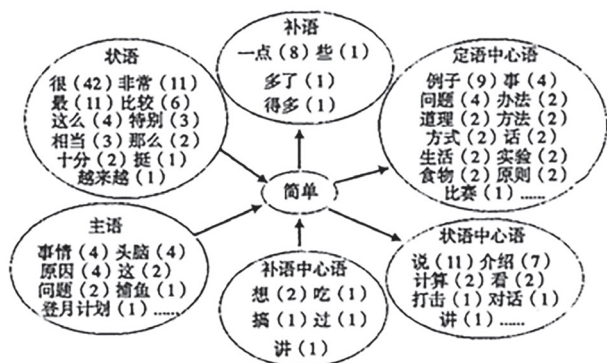 补语
一点（8）些（1）
多了（1）
得多（1）
状语
很（42）非常（11）
最（11）比较（6）
这么（4）特别（3）
相当（3）那么（2）
十分（2）挺（1）
越来越（1）
定语中心语
例子（9）事（4）
问题（4）办法（2）
道理（2）方法（2）
方式（2）话（2）
生活（2）实验（2）
食物（2）原则（2）
比赛（1）......
简单
主语
事情（4）头脑（4）
原因（4）这（2）
问题（2）捕鱼（1）
登月计划（1）......
补语中心语
想（2）吃（1）
搞（1）过（1）
讲（1）
状语中心语
说（11）介绍（7）
计算（2）看（2）
打击（1）对话（1）
讲（1）......